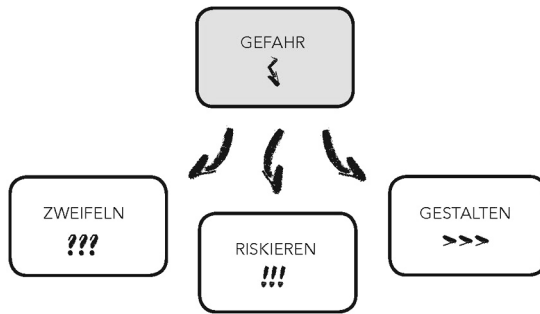 GEFAHR
ZWEIFELN
???
RISKIEREN
!!!
GESTALTEN
>>>